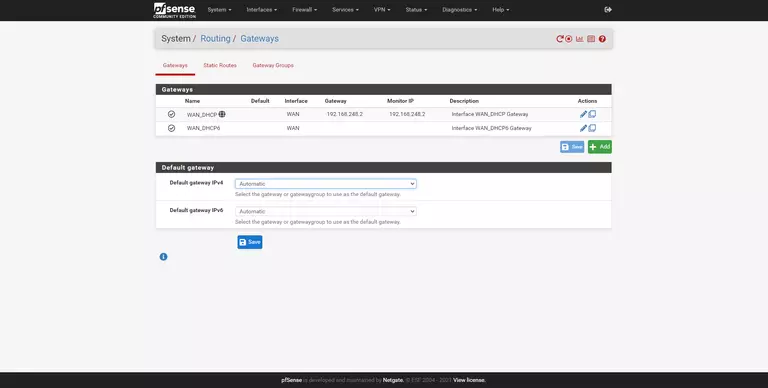 pfSense
COMMUNITY EDITION
System Interfaces Firewall Services VPN Status Diagnostics Help
System / Routing / Gateways
Gateways Static Routes Gateway Groups
Gateways
Name Default Interface Gateway Monitor IP Description Actions
WAN_DHCP WAN 192.168.248.2 192.168.248.2 Interface WAN_DHCP Gateway
WAN_DHCP6 WAN Interface WAN_DHCP6 Gateway
Save Add
Default gateway
Default gateway IPv4 Automatic
Select the gateway or gatewaygroup to use as the default gateway.
Default gateway IPv6 Automatic
Select the gateway or gatewaygroup to use as the default gateway.
Save
pfSense is developed and maintained by Netgate. © ESF 2004 - 2021 View license.